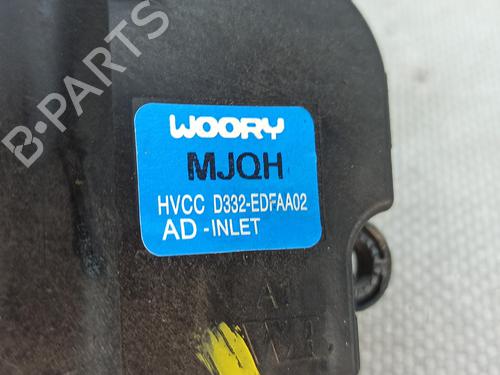 B-PARTS
WOORY
MJQH
HVCC D332-EDFAA02
AD -INLET